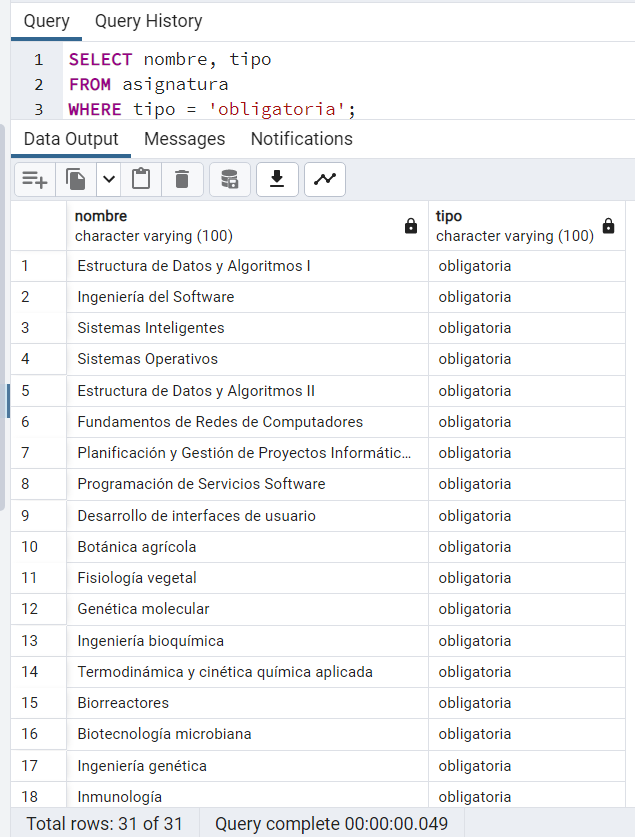 Query Query History
1 SELECT nombre, tipo
2 FROM asignatura
3 WHERE tipo = 'obligatoria';
Data Output Messages Notifications
nombre tipo
character varying (100) character varying (100)
1 Estructura de Datos y Algoritmos I obligatoria
2 Ingeniería del Software obligatoria
3 Sistemas Inteligentes obligatoria
4 Sistemas Operativos obligatoria
5 Estructura de Datos y Algoritmos II obligatoria
6 Fundamentos de Redes de Computadores obligatoria
7 Planificación y Gestión de Proyectos Informátic... obligatoria
8 Programación de Servicios Software obligatoria
9 Desarrollo de interfaces de usuario obligatoria
10 Botánica agrícola obligatoria
11 Fisiología vegetal obligatoria
12 Genética molecular obligatoria
13 Ingeniería bioquímica obligatoria
14 Termodinámica y cinética química aplicada obligatoria
15 Biorreactores obligatoria
16 Biotecnología microbiana obligatoria
17 Ingeniería genética obligatoria
18 Inmunología obligatoria
Total rows: 31 of 31 Query complete 00:00:00.049